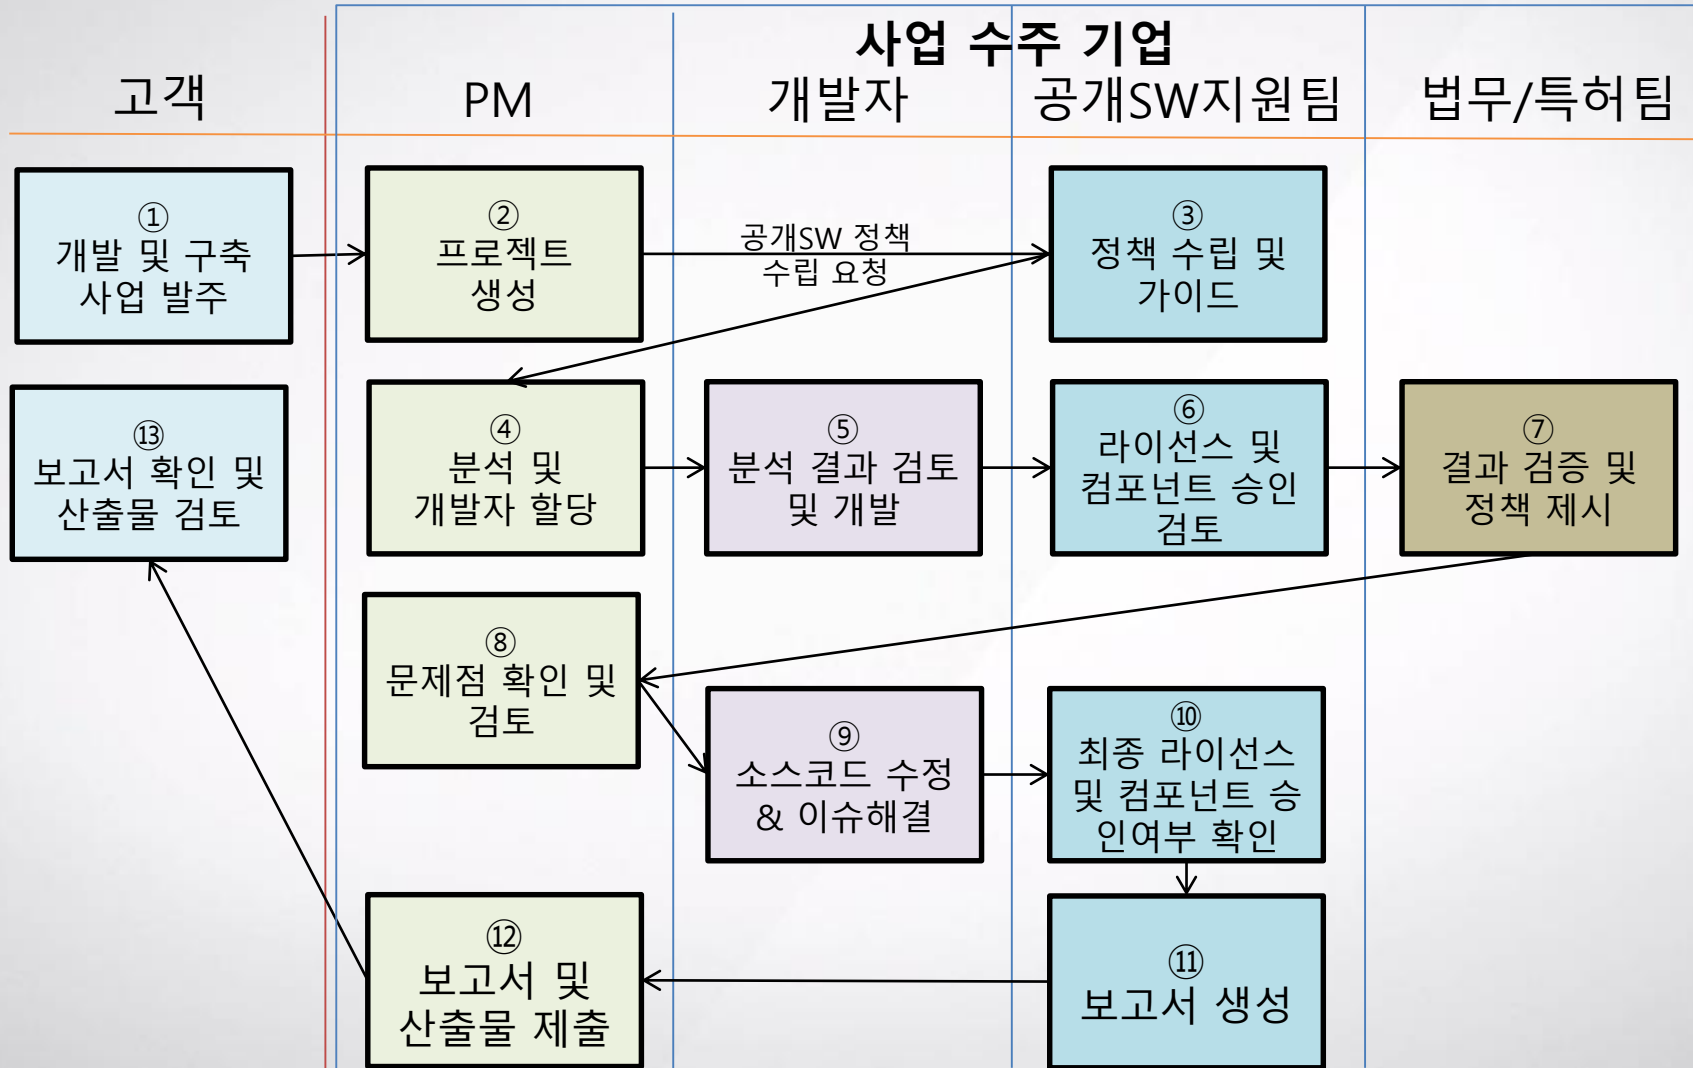 사업 수주 기업
고객
PM
개발자
공개SW지원팀
법무/특허팀
①
개발 및 구축
사업 발주
②
프로젝트
생성
공개SW 정책
수립 요청
③
정책 수립 및
가이드
⑬
보고서 확인 및
산출물 검토
④
분석 및
개발자 할당
⑤
분석 결과 검토
및 개발
⑥
라이선스 및
컴포넌트 승인
검토
⑦
결과 검증 및
정책 제시
⑧
문제점 확인 및
검토
⑨
소스코드 수정
& 이슈해결
⑩
최종 라이선스
및 컴포넌트 승
인여부 확인
⑫
보고서 및
산출물 제출
⑪
보고서 생성